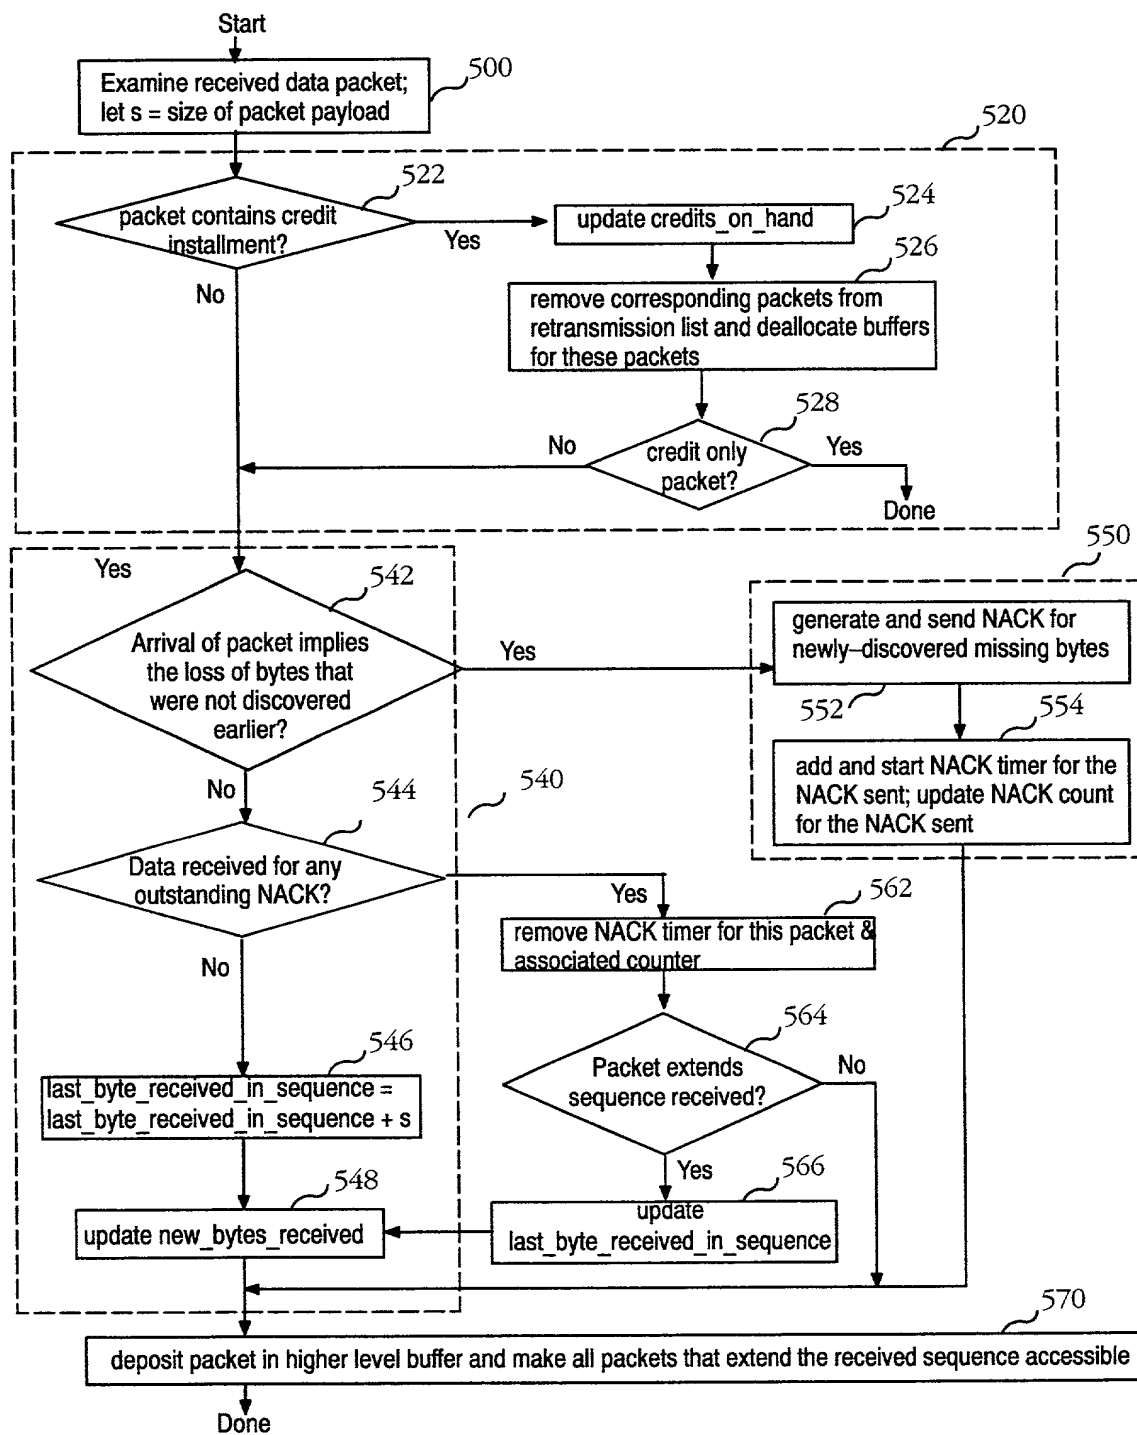 Start
Examine received data packet;
let s = size of packet payload
500
520
packet contains credit
installment?
522
Yes
update credits_on_hand
524
No
remove corresponding packets from
retransmission list and deallocate buffers
for these packets
526
credit only
packet?
528
No
Yes
Done
Yes
542
Arrival of packet implies
the loss of bytes that
were not discovered
earlier?
Yes
550
generate and send NACK for
newly–discovered missing bytes
552
554
add and start NACK timer for the
NACK sent; update NACK count
for the NACK sent
No
544
540
Data received for any
outstanding NACK?
Yes
562
remove NACK timer for this packet &
associated counter
No
564
Packet extends
sequence received?
No
546
last_byte_received_in_sequence =
last_byte_received_in_sequence + s
Yes
566
548
update new_bytes_received
update
last_byte_received_in_sequence
570
deposit packet in higher level buffer and make all packets that extend the received sequence accessible
Done